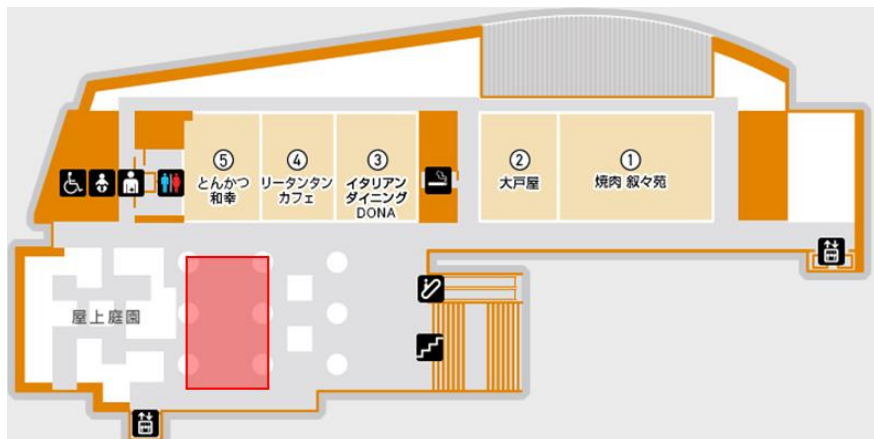 ⑤
とんかつ
和幸
④
リータンタン
カフェ
③
イタリアン
ダイニング
DONA
②
大戸屋
①
焼肉 叙々苑
屋上庭園